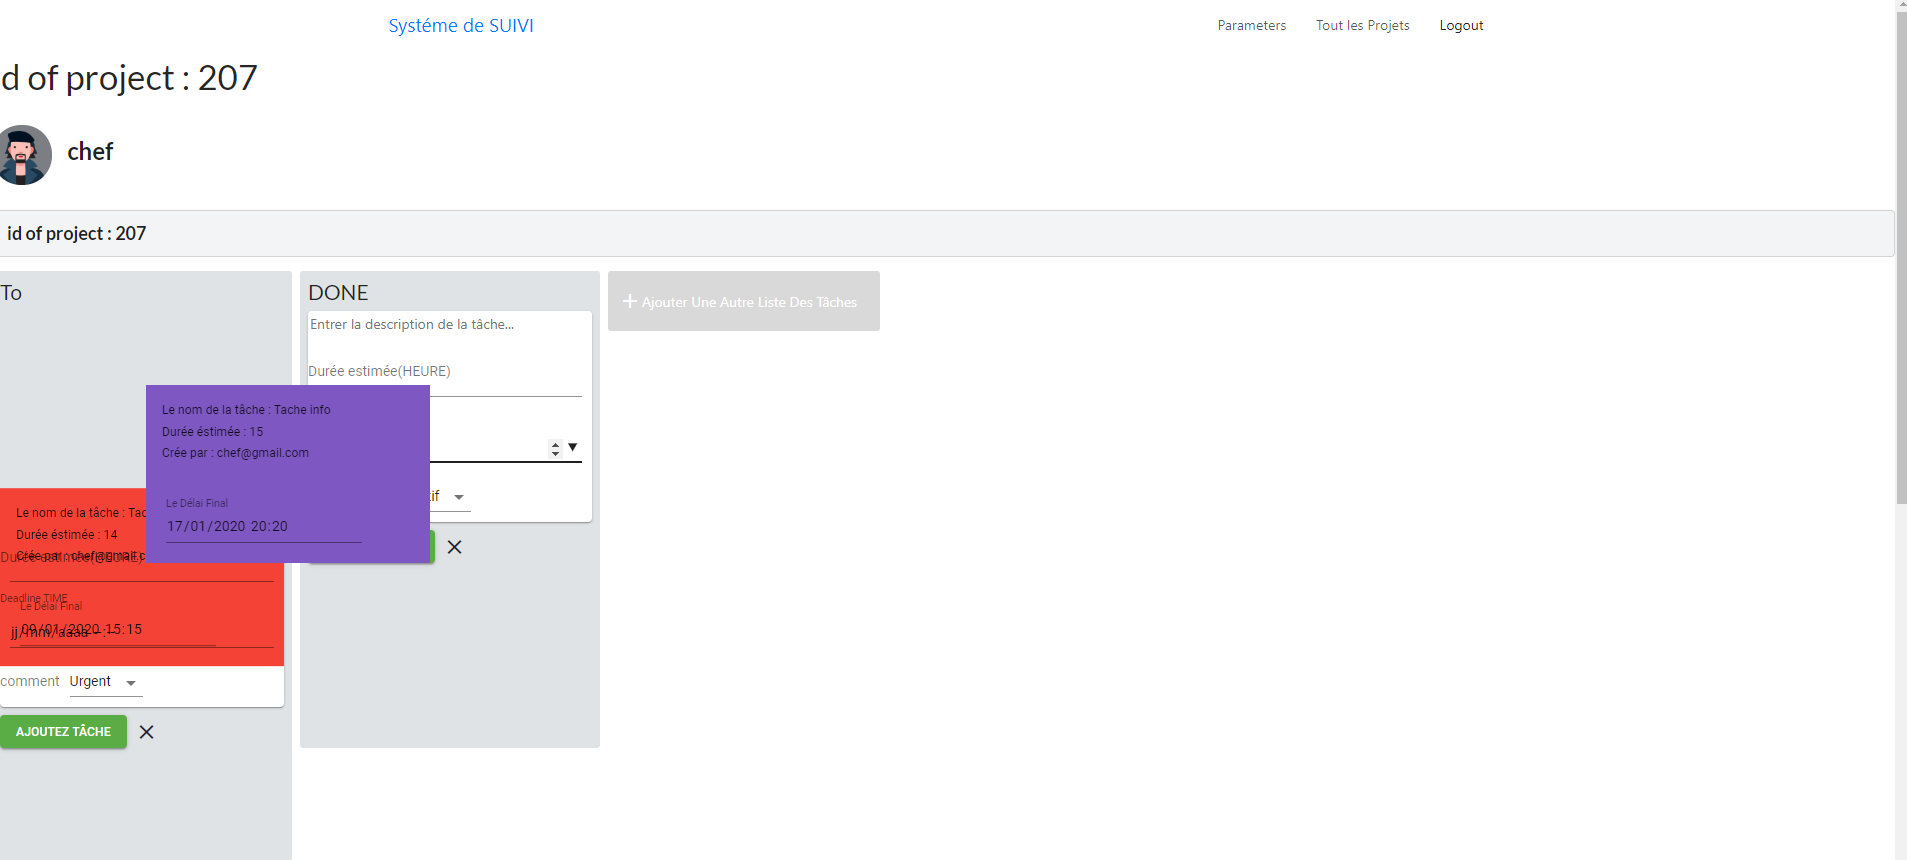 Systéme de SUIVI
Parameters
Tout les Projets
Logout
d of project : 207
chef
id of project : 207
To
DONE
Ajouter Une Autre Liste Des Tâches
Entrer la description de la tâche...
Durée estimée(HEURE)
Le nom de la tâche : Tache info
Durée éstimée : 15
Crée par : chef@gmail.com
Le Délai Final
17/01/2020 20:20
Le nom de la tâche : Tac
Durée éstimée : 14
Crée par : chef@gmail.c
Durée estimée(HEURE)
Deadline TIME
Le Délai Final
09/01/2020 15:15
jj/mm/aaaa --:--
comment
Urgent
AJOUTEZ TÂCHE